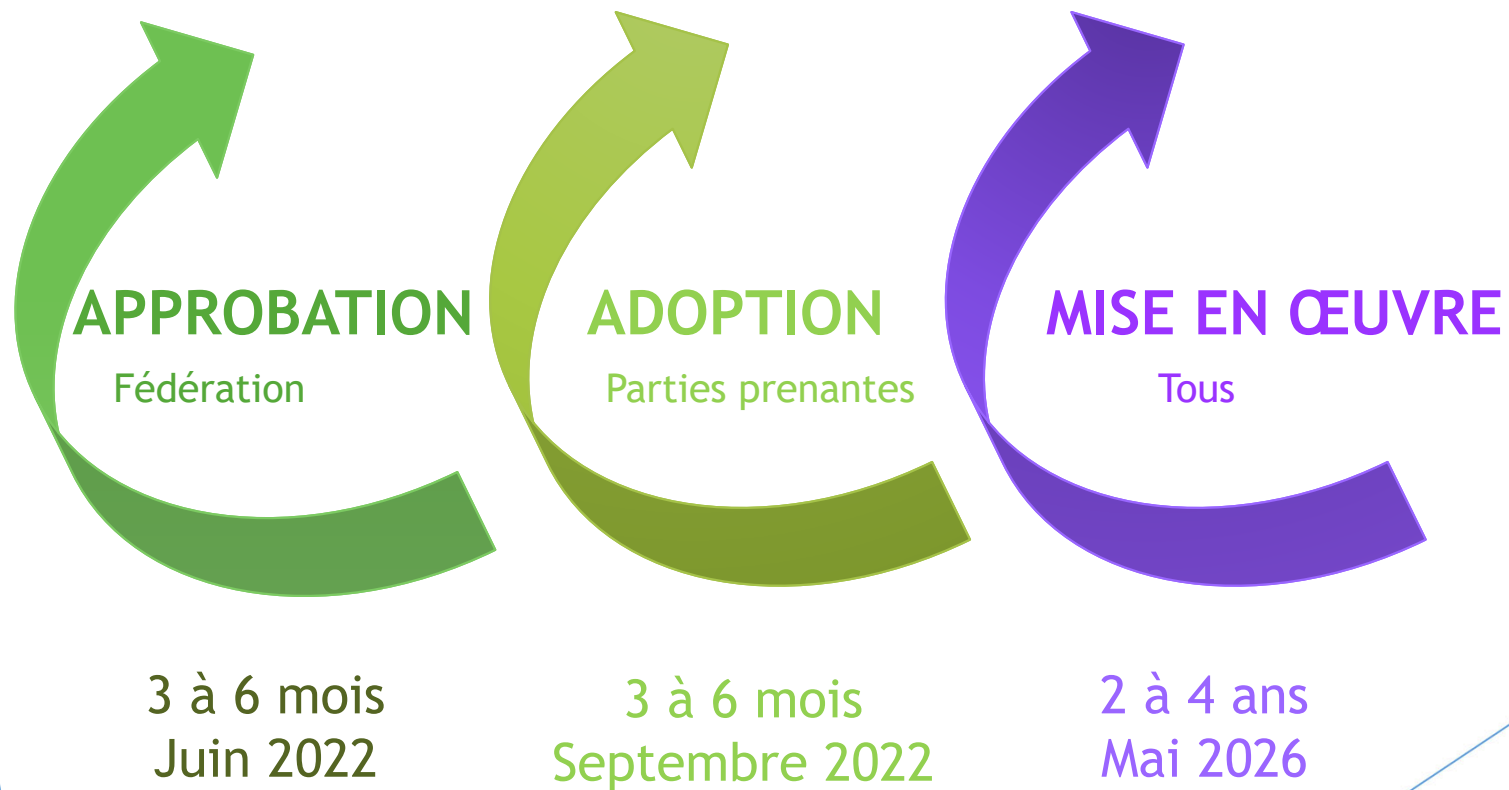 APPROBATION
Fédération
3 à 6 mois
Juin 2022
ADOPTION
Parties prenantes
3 à 6 mois
Septembre 2022
MISE EN ŒUVRE
Tous
2 à 4 ans
Mai 2026